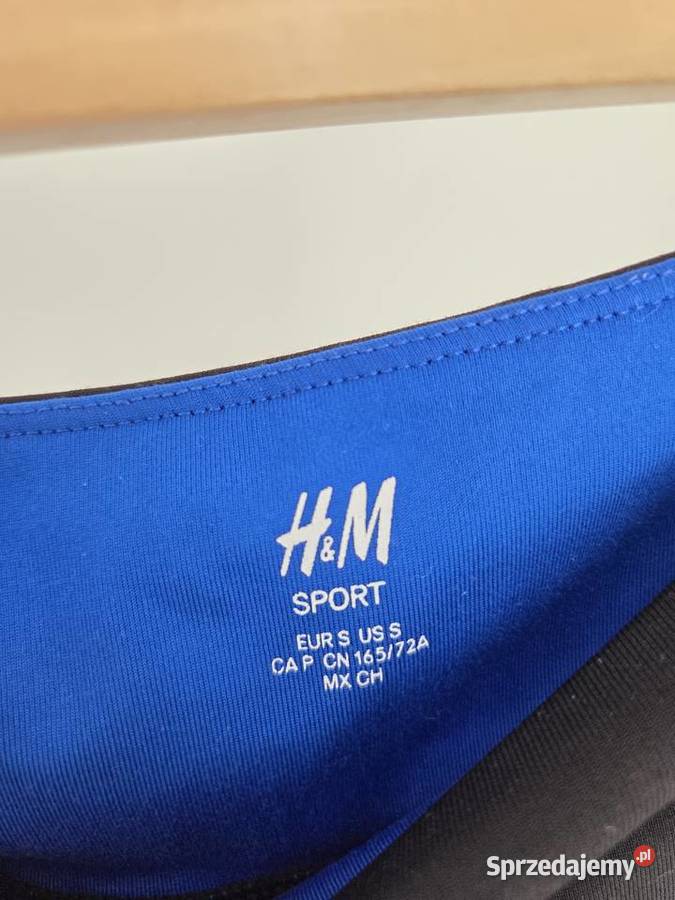 H&M
SPORT
EUR S US S
CA P CN 165/72A
MX CH
Sprzedajemy.pl